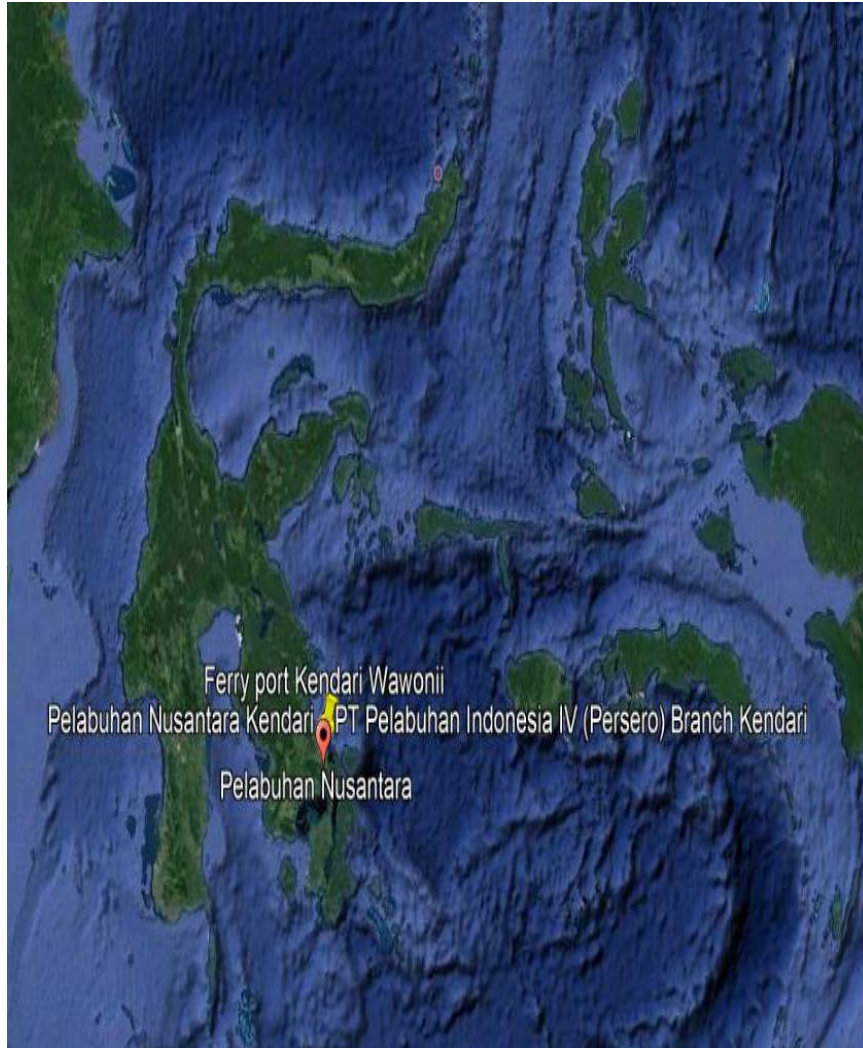 Ferry port Kendari Wawonii
Pelabuhan Nusantara Kendari PT Pelabuhan Indonesia IV (Persero) Branch Kendari
Pelabuhan Nusantara